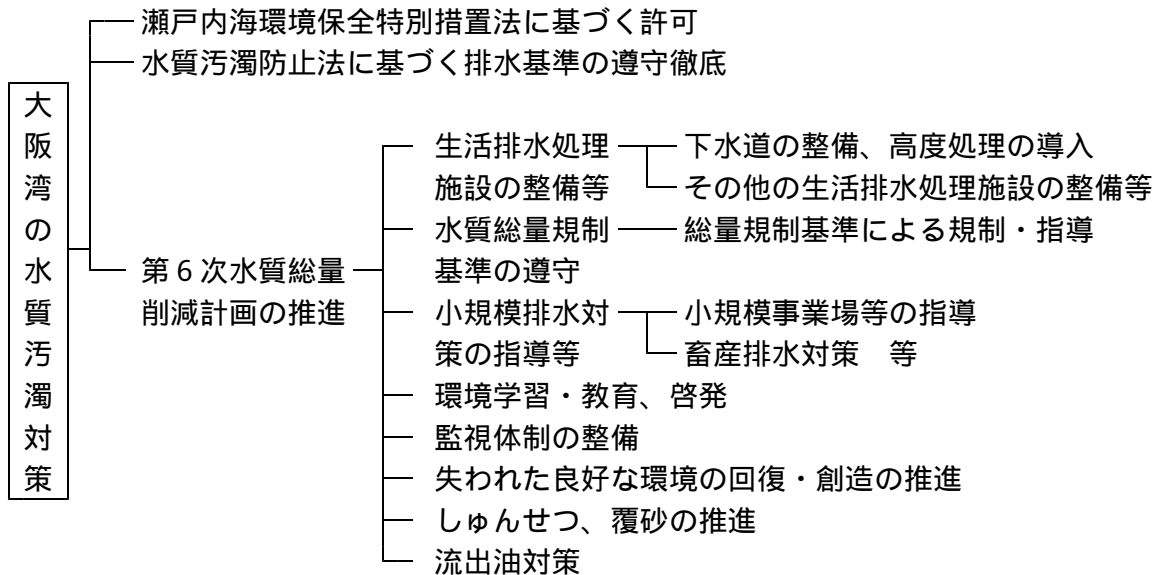 瀬戸内海環境保全特別措置法に基づく許可
水質汚濁防止法に基づく排水基準の遵守徹底
大阪湾の水質汚濁対策
第6次水質総量
削減計画の推進
生活排水処理
施設の整備等
下水道の整備、高度処理の導入
その他の生活排水処理施設の整備等
水質総量規制
基準の遵守
総量規制基準による規制・指導
小規模排水対
策の指導等
小規模事業場等の指導
畜産排水対策　等
環境学習・教育、啓発
監視体制の整備
失われた良好な環境の回復・創造の推進
しゅんせつ、覆砂の推進
流出油対策